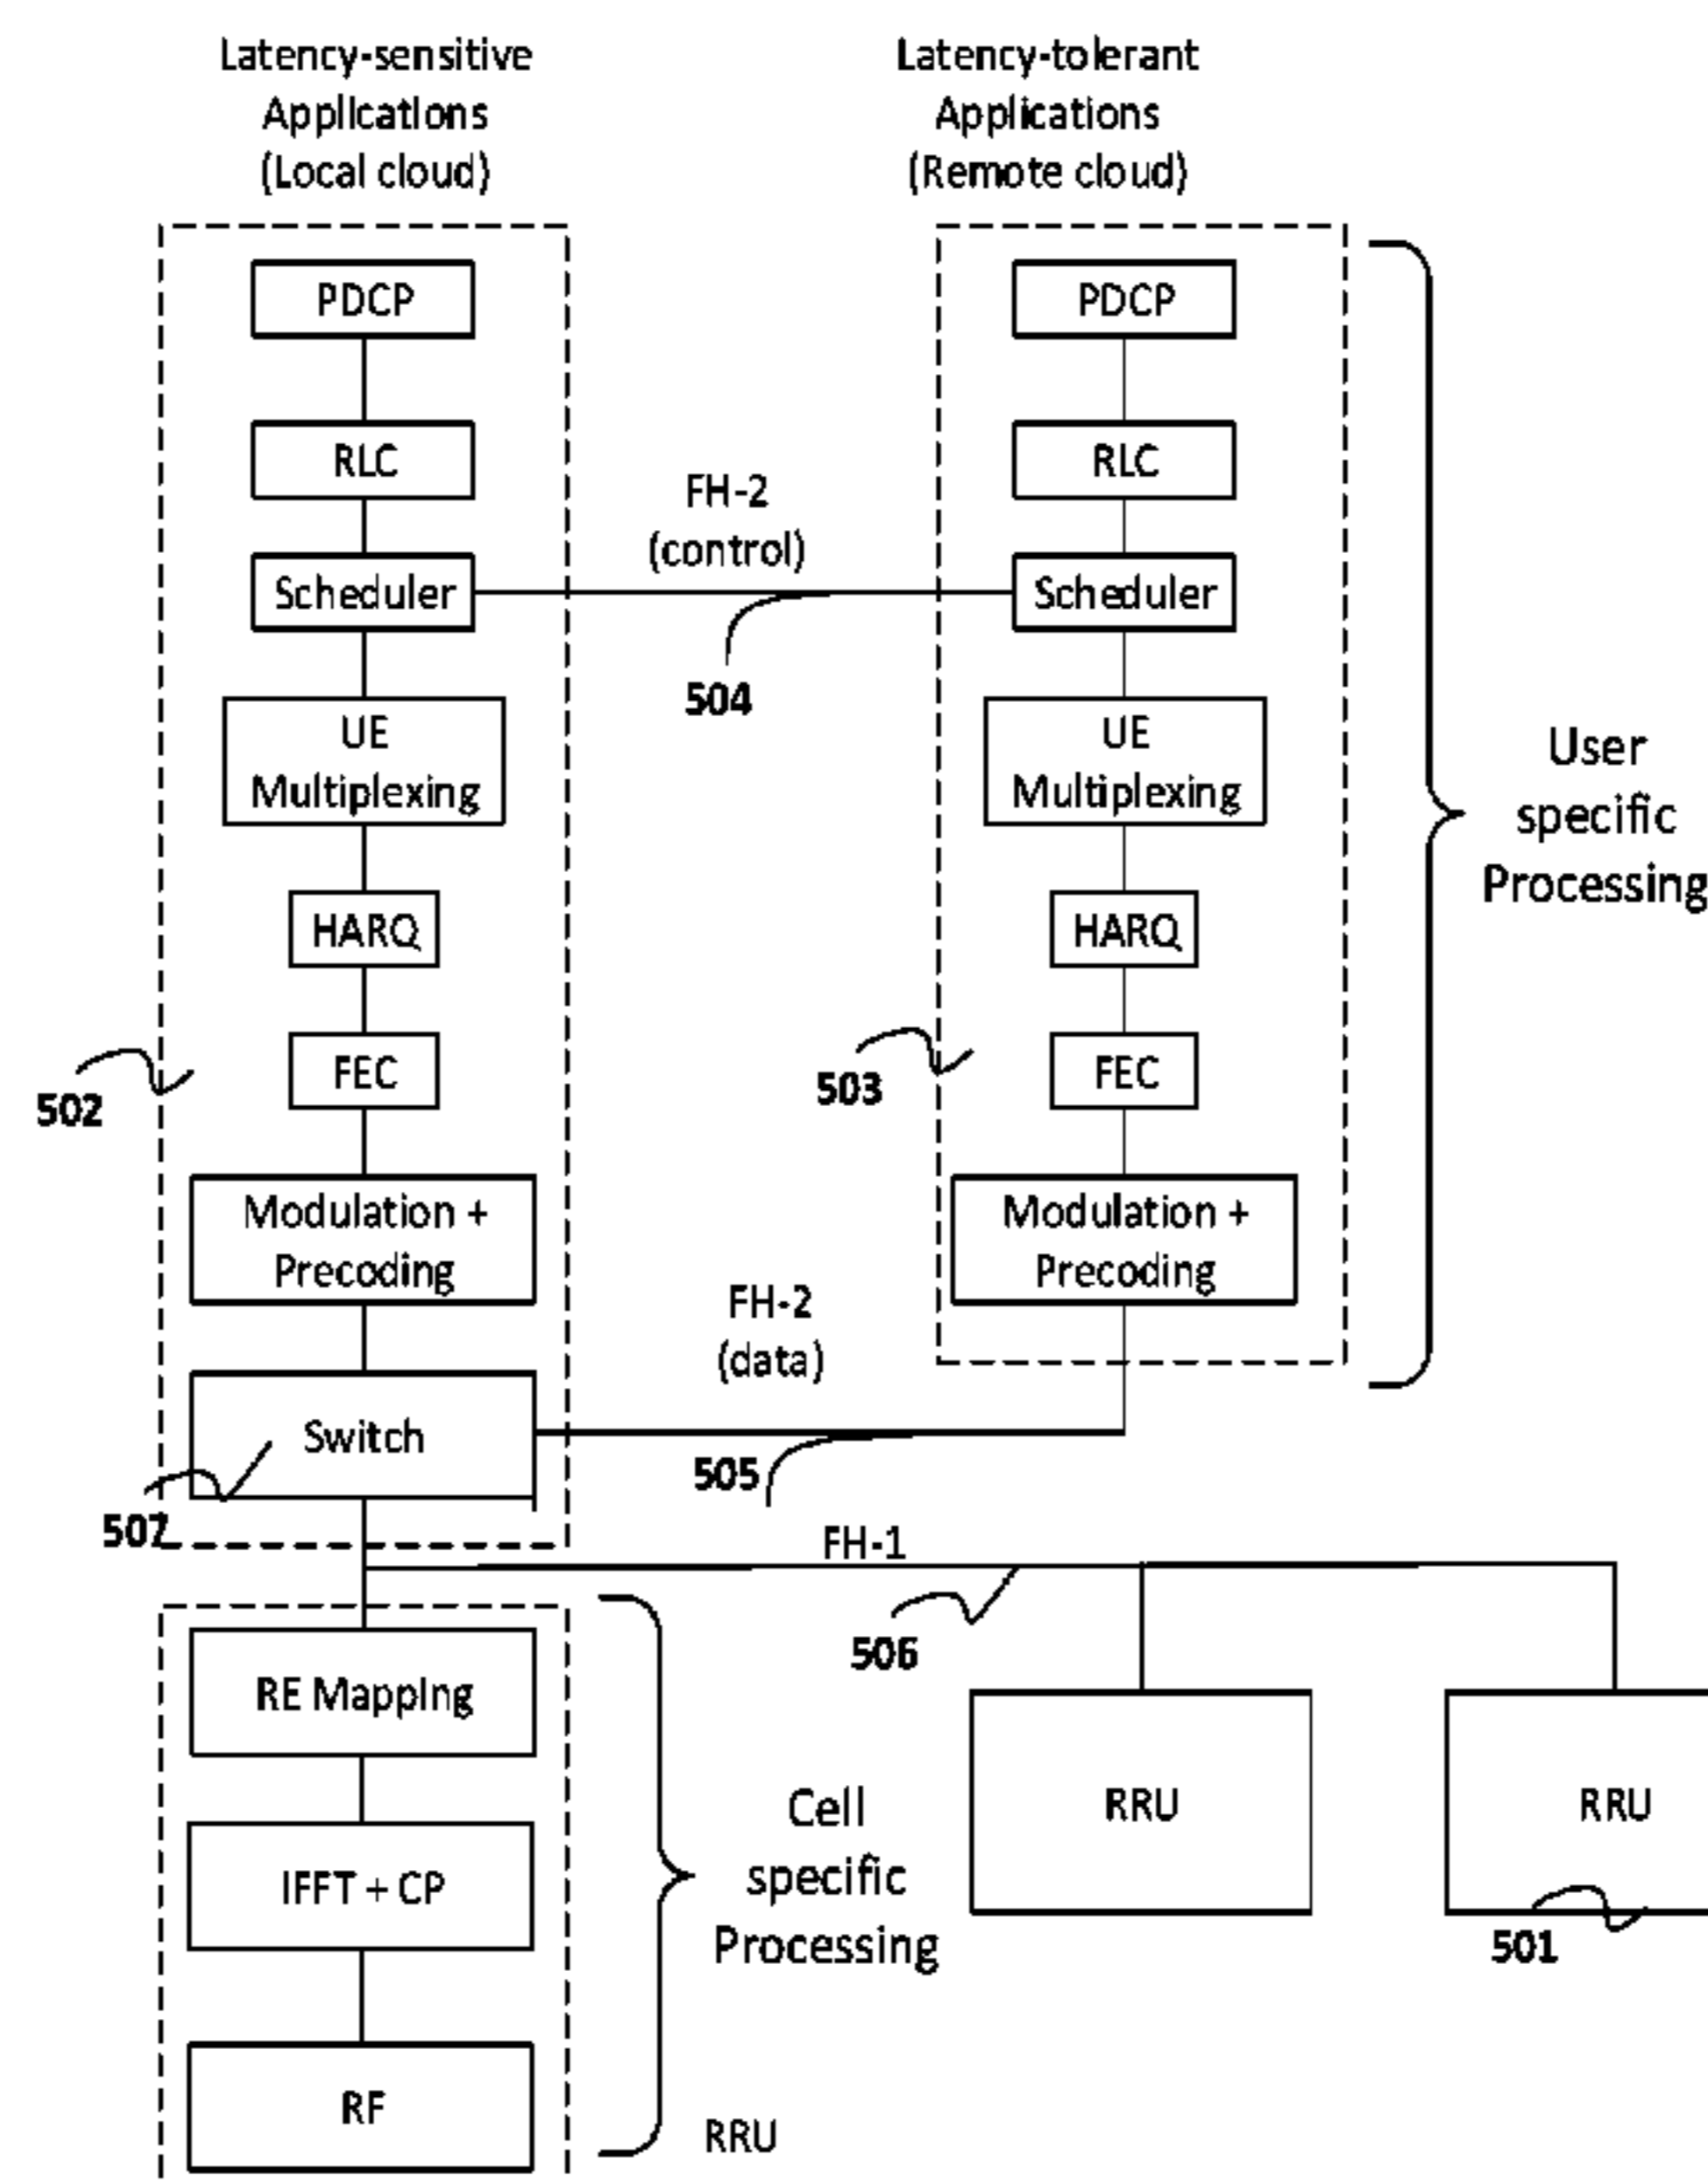 Latency-sensitive
Applications
(Local cloud)
Latency-tolerant
Applications
(Remote cloud)
PDCP
PDCP
RLC
RLC
FH-2
(control)
Scheduler
Scheduler
504
UE
Multiplexing
UE
Multiplexing
User
specific
Processing
HARQ
HARQ
FEC
FEC
502
503
Modulation +
Precoding
Modulation +
Precoding
FH-2
(data)
Switch
505
507
FH-1
506
RE Mapping
RRU
RRU
Cell
specific
Processing
IFFT + CP
501
RF
RRU